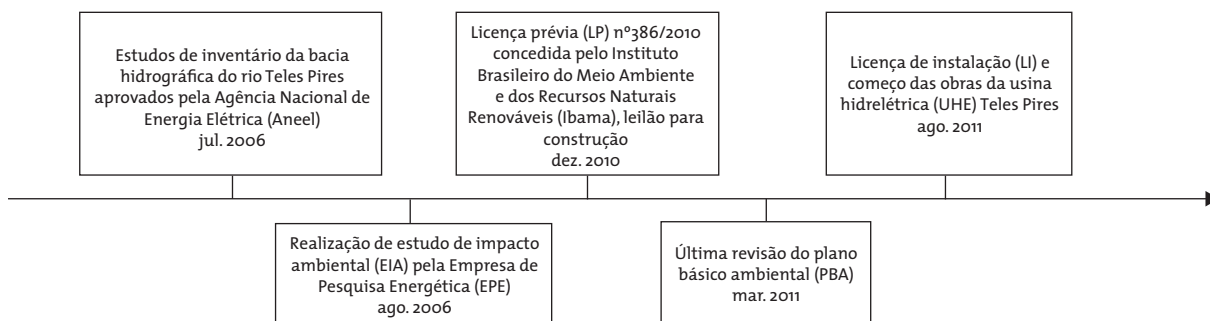 Estudos de inventário da bacia
hidrográfica do rio Teles Pires
aprovados pela Agência Nacional de
Energia Elétrica (Aneel)
jul. 2006
Realização de estudo de impacto
ambiental (EIA) pela Empresa de
Pesquisa Energética (EPE)
ago. 2006
Licença prévia (LP) nº386/2010
concedida pelo Instituto
Brasileiro do Meio Ambiente
e dos Recursos Naturais
Renováveis (Ibama), leilão para
construção
dez. 2010
Última revisão do plano
básico ambiental (PBA)
mar. 2011
Licença de instalação (LI) e
começo das obras da usina
hidrelétrica (UHE) Teles Pires
ago. 2011